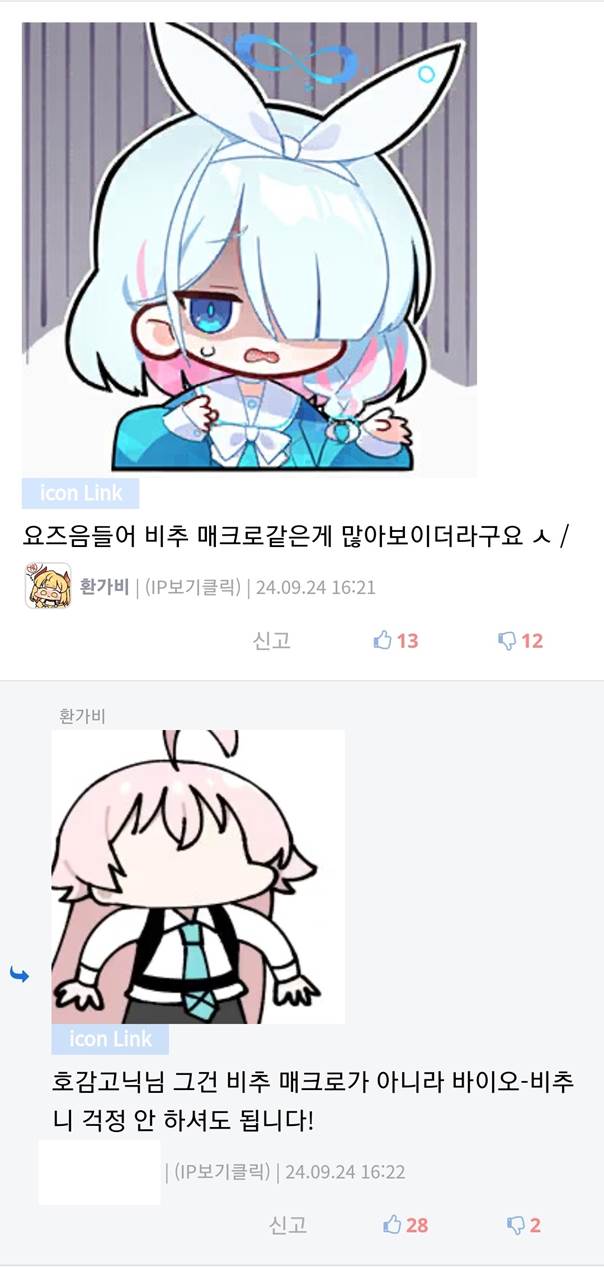 icon Link
요즈음들어 비추 매크로같은게 많아보이더라구요 ㅅ /
환가비 | (IP보기클릭) | 24.09.24 16:21
신고 13 12
환가비
icon Link
호감고닉님 그건 비추 매크로가 아니라 바이오-비추
니 걱정 안 하셔도 됩니다!
| (IP보기클릭) | 24.09.24 16:22
신고 28 2